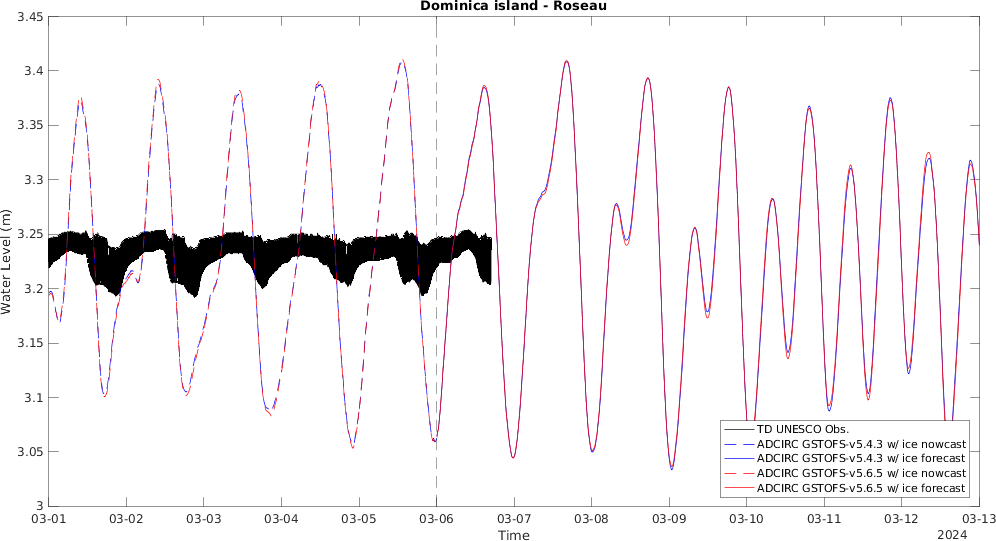 Dominica island - Roseau
3.45
3.4
3.35
3.3
3.25
3.2
3.15
3.1
3.05
3
Water Level (m)
TD UNESCO Obs.
ADCIRC GSTOFS-v5.4.3 w/ ice nowcast
ADCIRC GSTOFS-v5.4.3 w/ ice forecast
ADCIRC GSTOFS-v5.6.5 w/ ice nowcast
ADCIRC GSTOFS-v5.6.5 w/ ice forecast
03-01 03-02 03-03 03-04 03-05 03-06 03-07 03-08 03-09 03-10 03-11 03-12 03-13
Time
2024